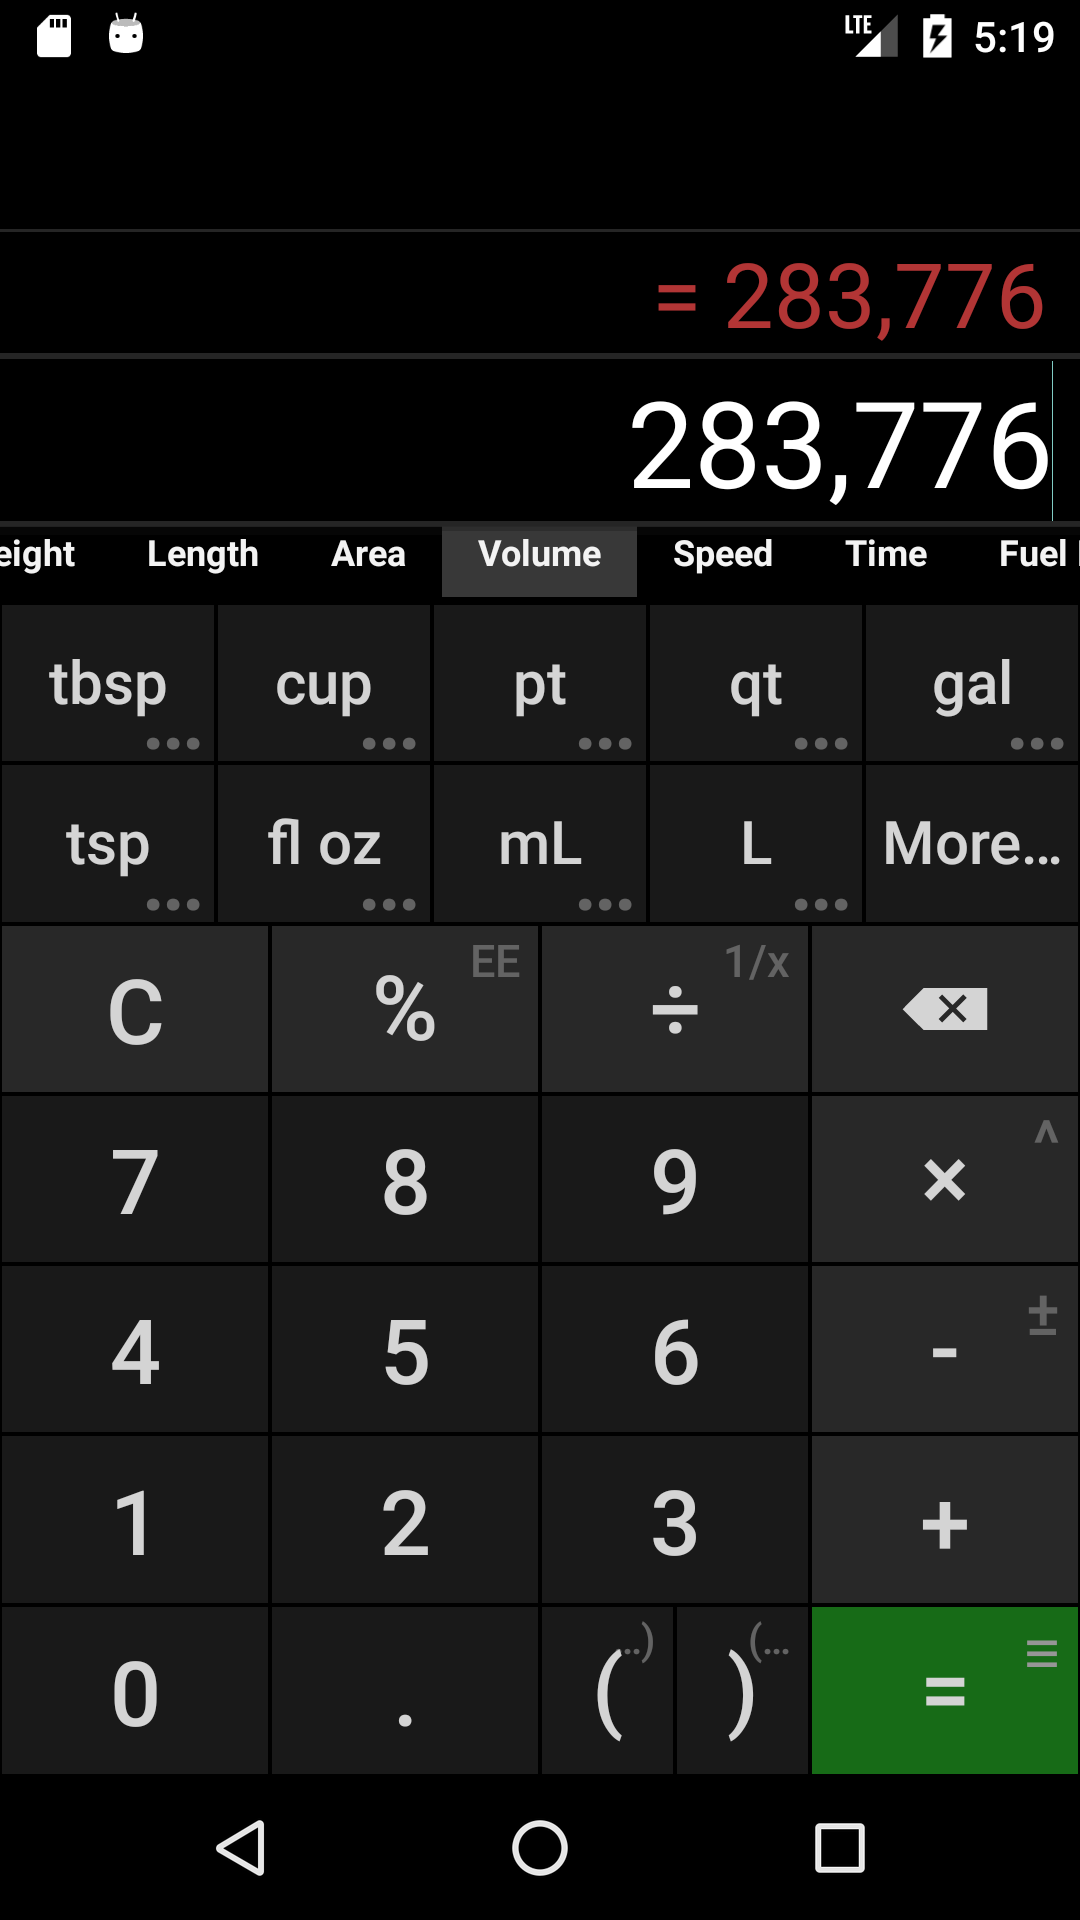 LTE 5:19
= 283,776
283,776
eight Length Area Volume Speed Time Fuel
tbsp cup pt qt gal
tsp fl oz mL L More...
C % EE ÷ 1/x
7 8 9 × ^
4 5 6 - ±
1 2 3 +
0 . ( ..) ) (... =